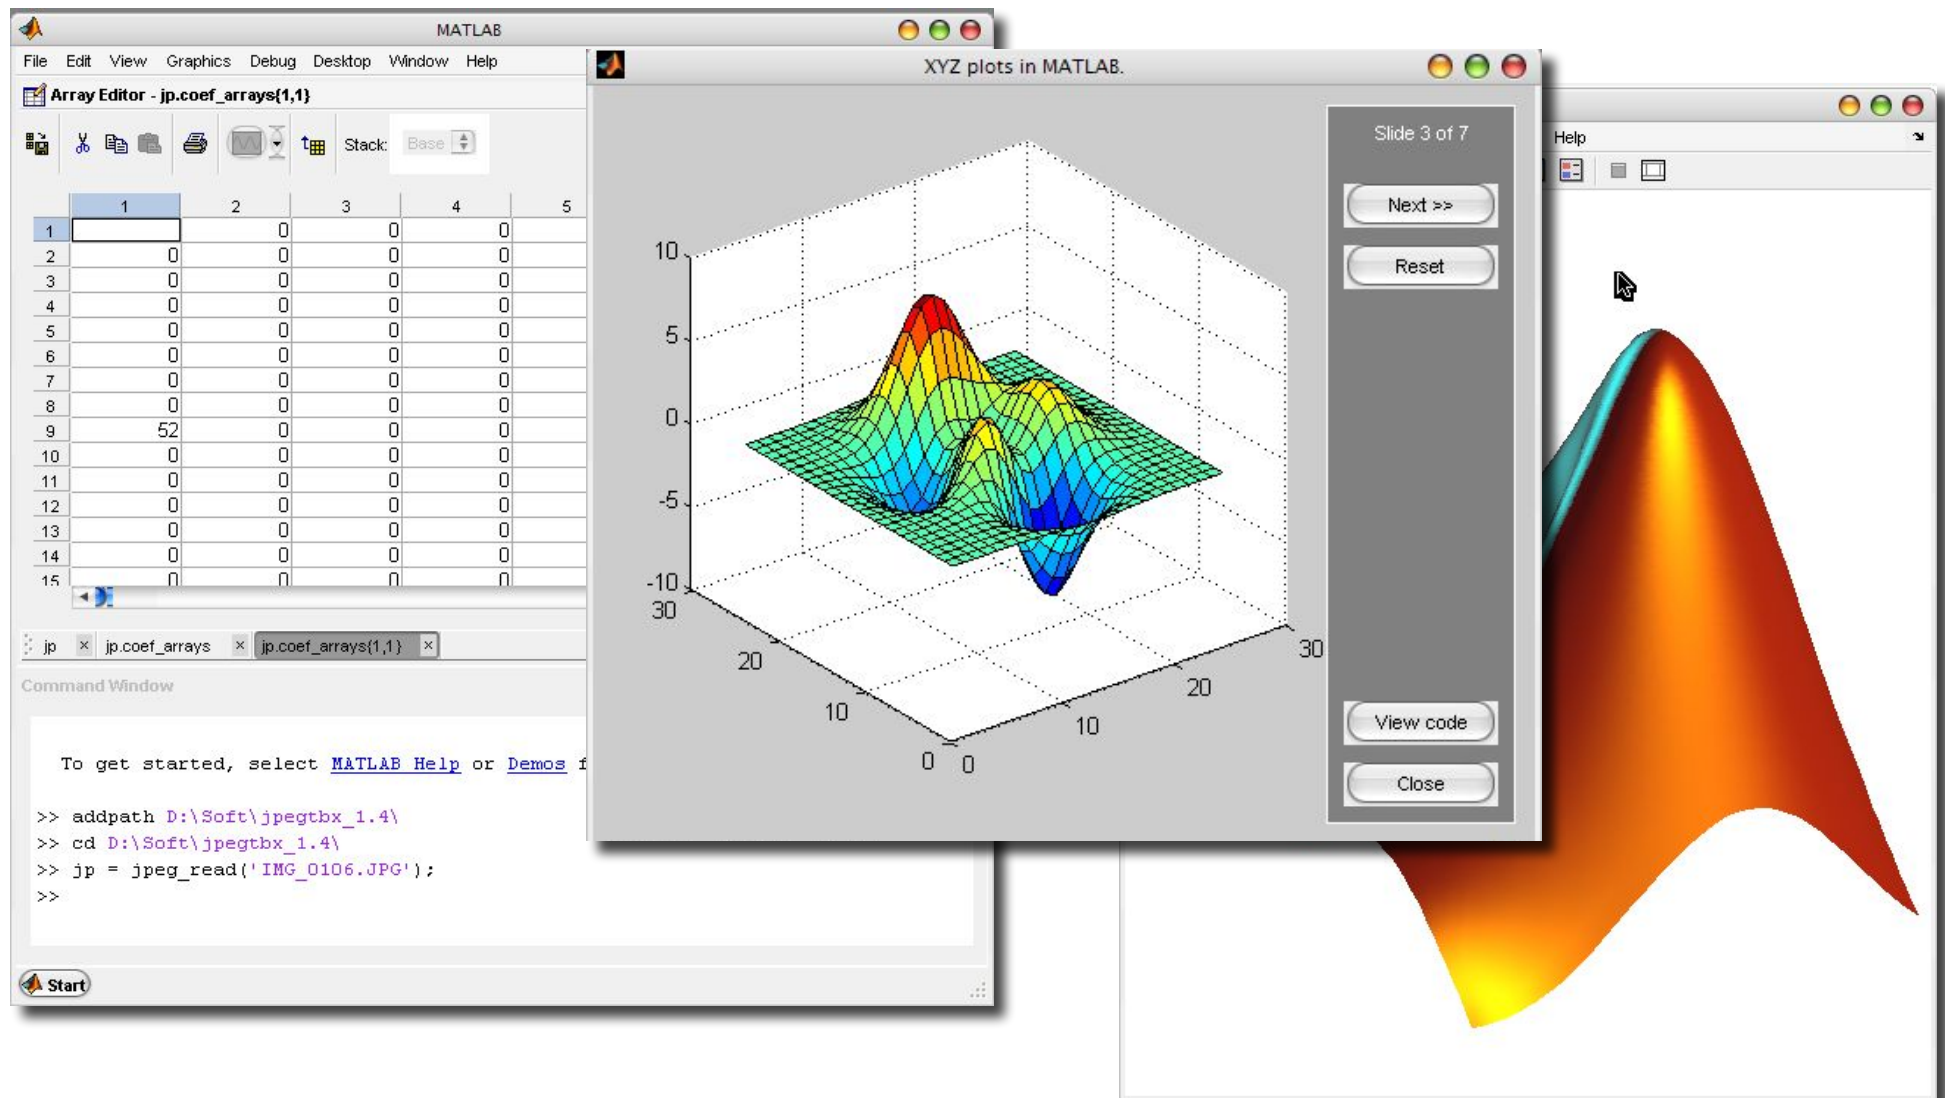 MATLAB
File Edit View Graphics Debug Desktop Window Help
Array Editor - jp.coef_arrays{1,1}
Stack: Base
1 2 3 4 5
1 0 0 0
2 0 0 0 0
3 0 0 0 0
4 0 0 0 0
5 0 0 0 0
6 0 0 0 0
7 0 0 0 0
8 0 0 0 0
9 52 0 0 0
10 0 0 0 0
11 0 0 0 0
12 0 0 0 0
13 0 0 0 0
14 0 0 0 0
15 0 0 0 0
jp jp.coef_arrays jp.coef_arrays{1,1}
Command Window
To get started, select MATLAB Help or Demos f
>> addpath D:\Soft\jpegtbx_1.4\
>> cd D:\Soft\jpegtbx_1.4\
>> jp = jpeg_read('IMG_0106.JPG');
>>
Start
XYZ plots in MATLAB.
10
5
0
-5
-10
30
20
10
0
0
10
20
30
Slide 3 of 7
Next >>
Reset
View code
Close
Help